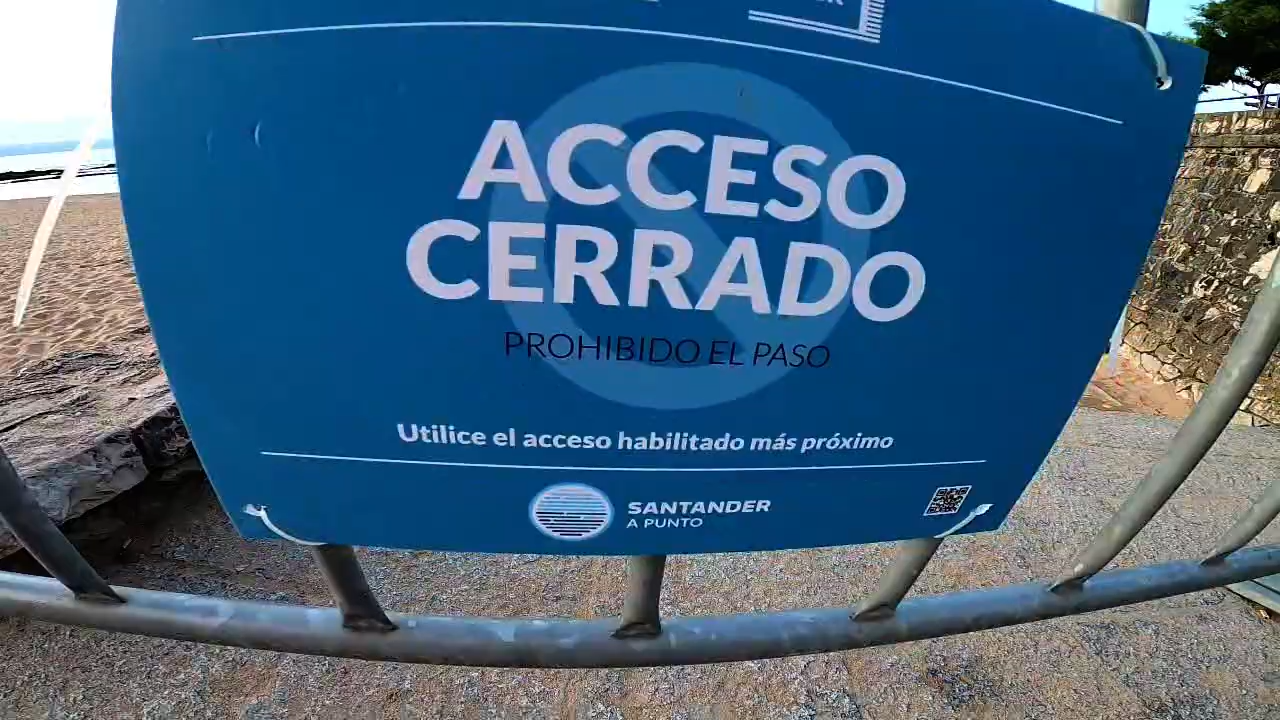 ACCESO
CERRADO
PROHIBIDO EL PASO
Utilice el acceso habilitado más próximo
SANTANDER
A PUNTO